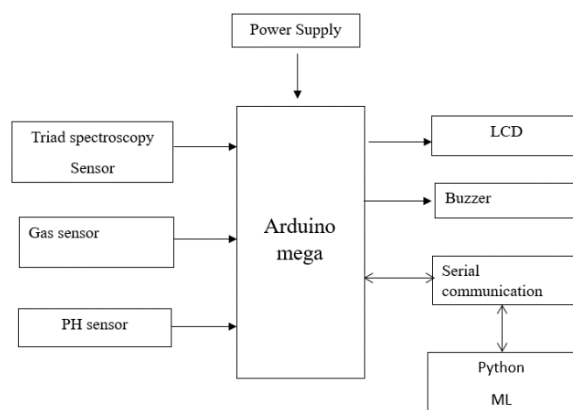 Power Supply
Triad spectroscopy
Sensor
Gas sensor
PH sensor
Arduino
mega
LCD
Buzzer
Serial
communication
Python
ML